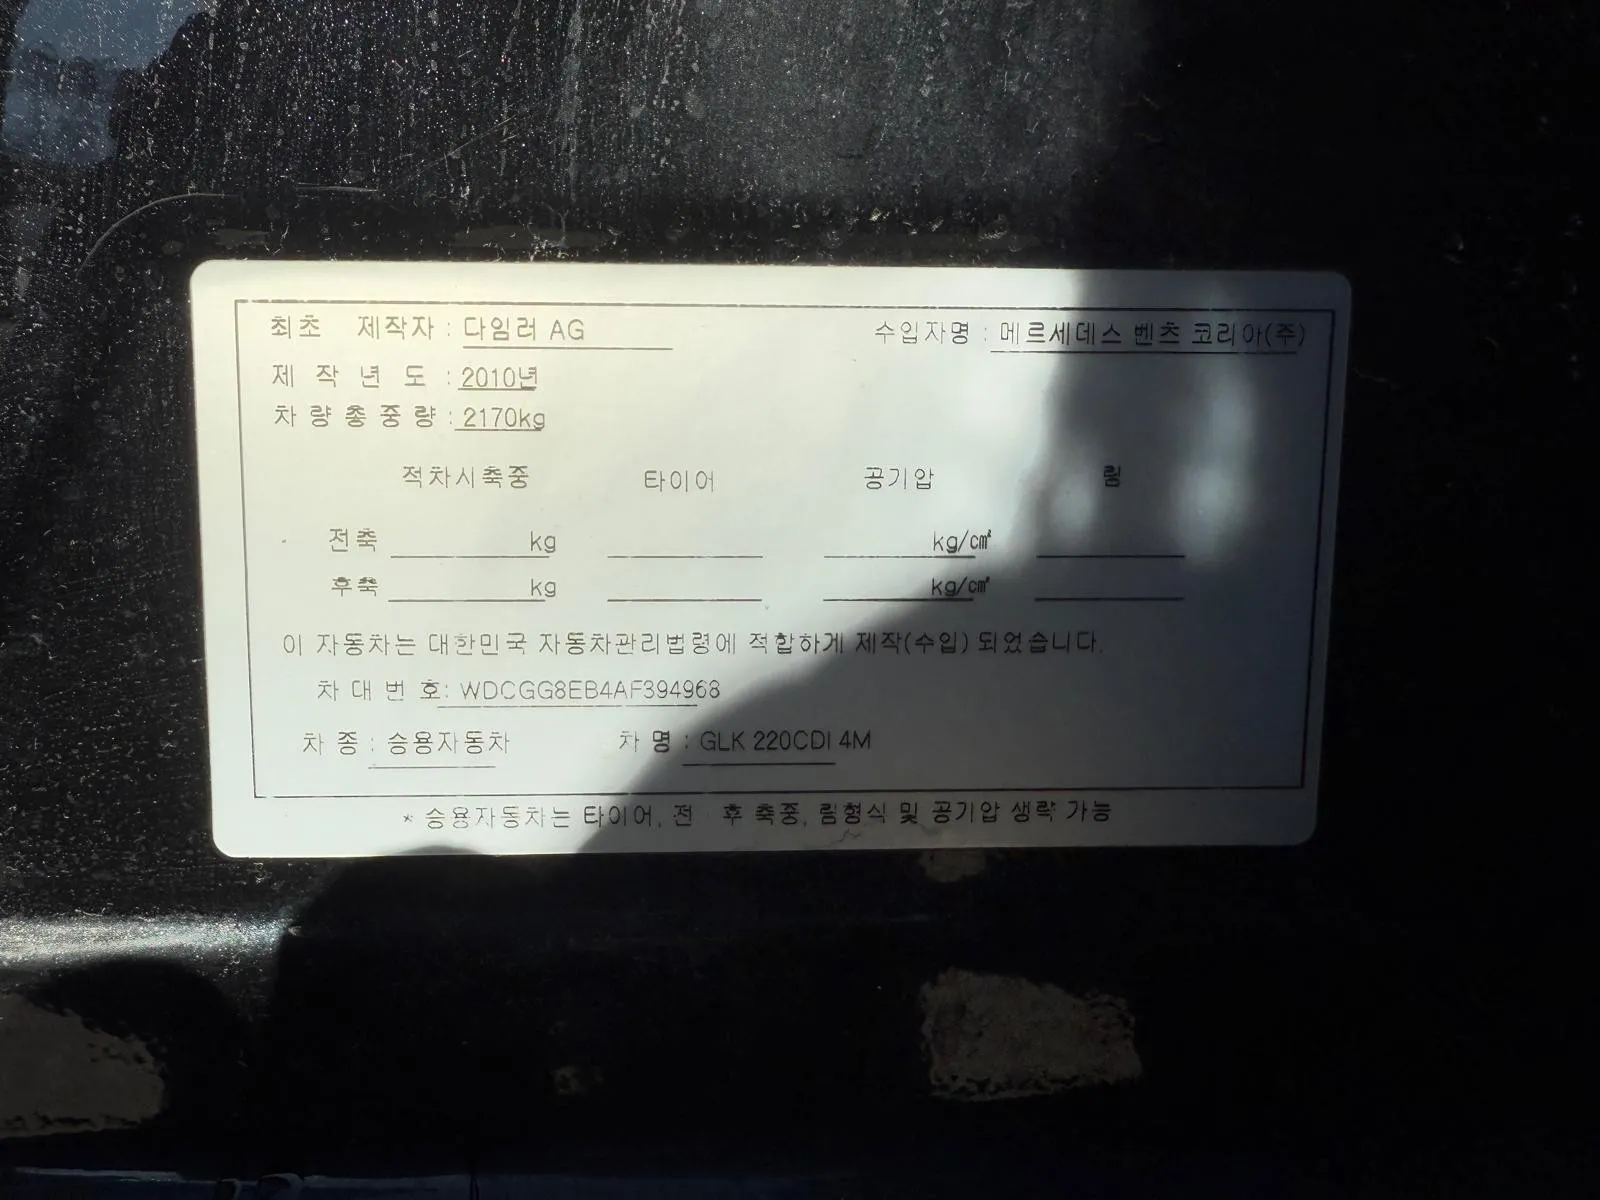 최초 제작자 : 다임러 AG 수입자명 : 메르세데스 벤츠 코리아(주)
제 작 년 도 : 2010년
차 량 총 중 량 : 2170kg
적차시축중 타이어 공기압 림
전축 kg kg/㎠
후축 kg kg/㎠
이 자동차는 대한민국 자동차관리법령에 적합하게 제작(수입) 되었습니다.
차 대 번 호: WDCGG8EB4AF394968
차 종 : 승용자동차 차 명 : GLK 220CDI 4M
* 승용자동차는 타이어, 전 후 축중, 림형식 및 공기압 생략 가능